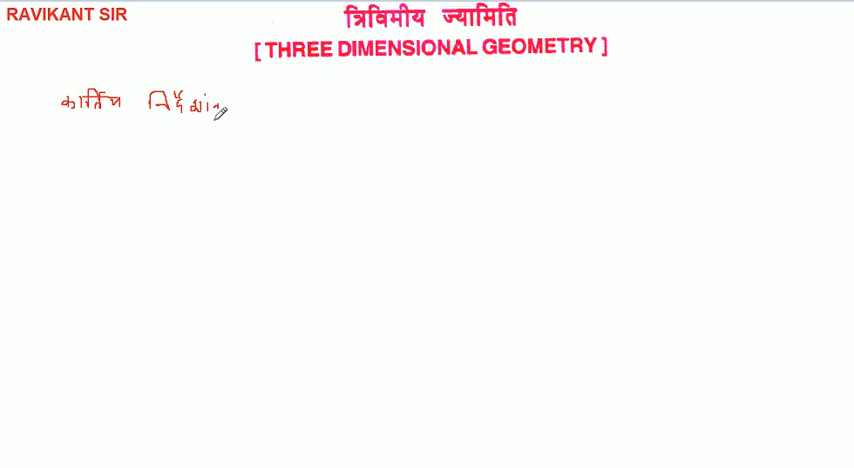 RAVIKANT SIR
त्रिविमीय ज्यामिति
[ THREE DIMENSIONAL GEOMETRY ]